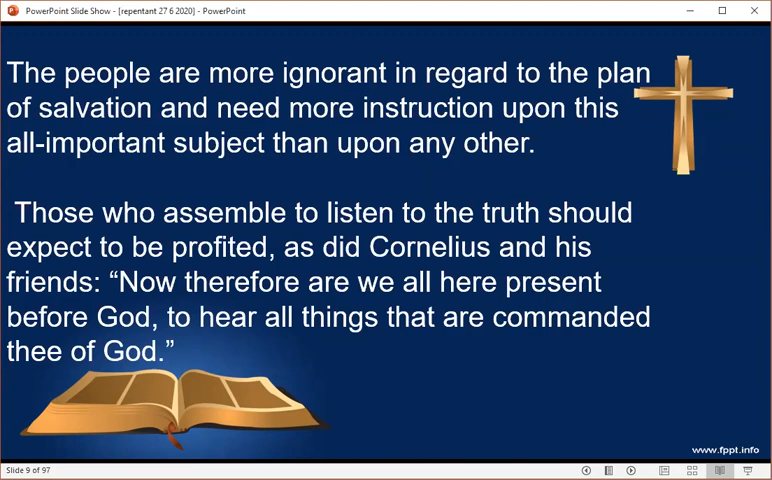 PowerPoint Slide Show - [repentant 27 6 2020] - PowerPoint
The people are more ignorant in regard to the plan
of salvation and need more instruction upon this
all-important subject than upon any other.
Those who assemble to listen to the truth should
expect to be profited, as did Cornelius and his
friends: “Now therefore are we all here present
before God, to hear all things that are commanded
thee of God.”
www.fppt.info
Slide 9 of 97